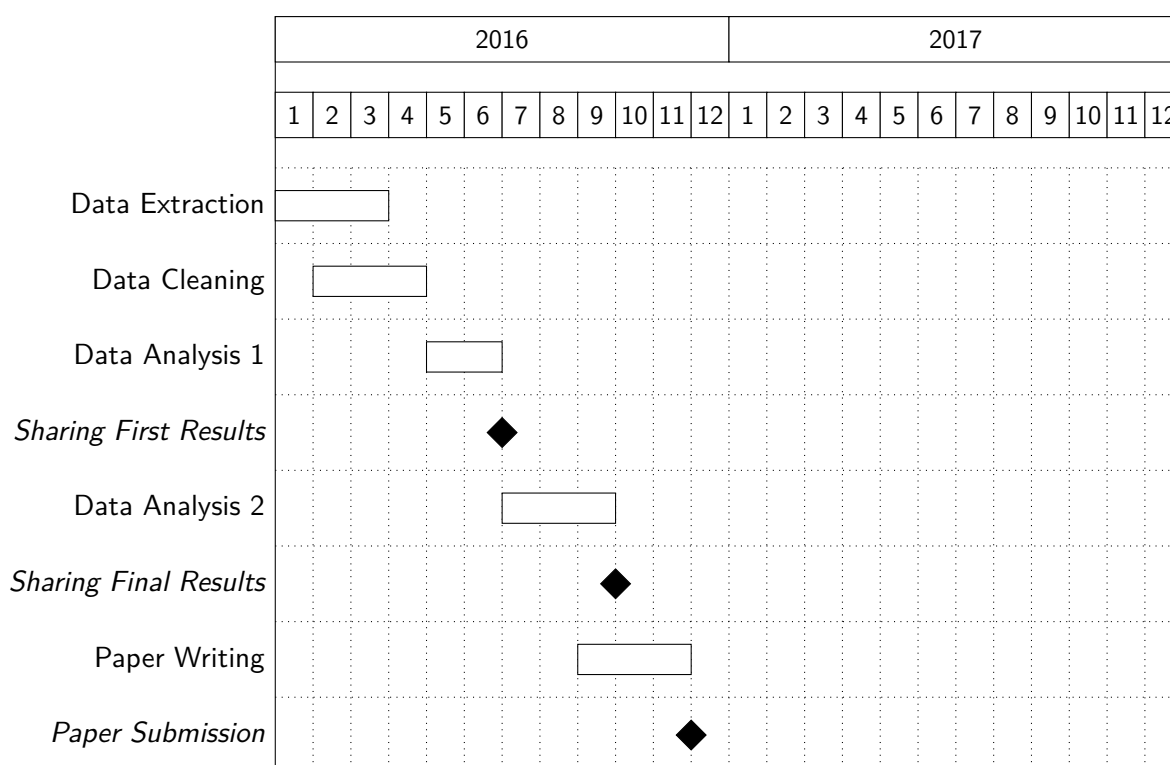 2016 2017
1 2 3 4 5 6 7 8 9 10 11 12 1 2 3 4 5 6 7 8 9 10 11 12
Data Extraction
Data Cleaning
Data Analysis 1
Sharing First Results
Data Analysis 2
Sharing Final Results
Paper Writing
Paper Submission